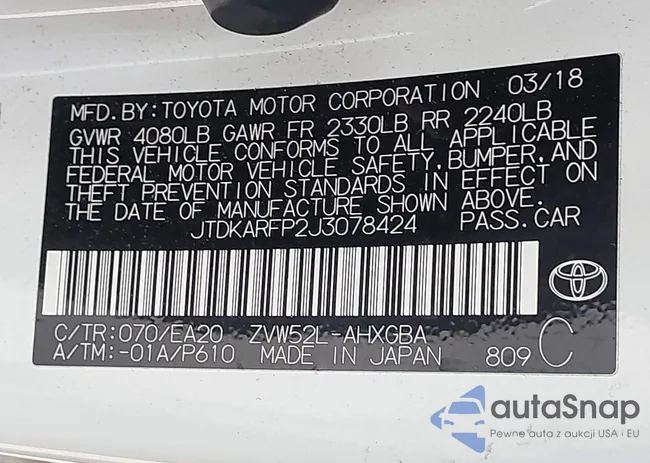 MFD. BY: TOYOTA MOTOR CORPORATION 03/18
GVWR 4080LB GAWR FR 2330LB RR 2240LB
THIS VEHICLE CONFORMS TO ALL APPLICABLE
FEDERAL MOTOR VEHICLE SAFETY, BUMPER, AND
THEFT PREVENTION STANDARDS IN EFFECT ON
THE DATE OF MANUFACTURE SHOWN ABOVE.
JTDKARFP2J3078424 PASS. CAR
C/TR: 070/EA20 ZVW52L-AHXGBA
A/TM: -01A/P610 MADE IN JAPAN 809 C
autaSnap
Pewne auta z aukcji USA i EU